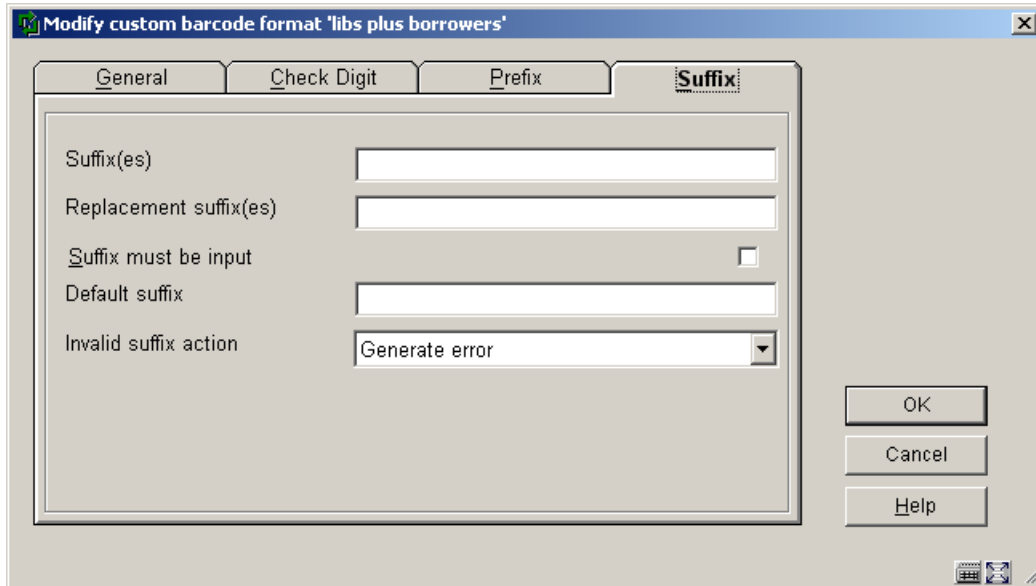 Modify custom barcode format 'libs plus borrowers'
General Check Digit Prefix Suffix
Suffix(es)
Replacement suffix(es)
Suffix must be input
Default suffix
Invalid suffix action Generate error
OK
Cancel
Help